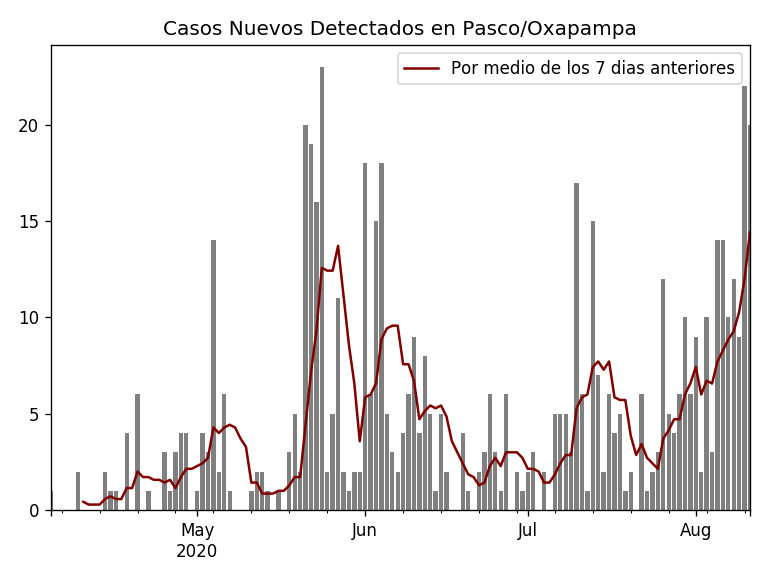 Casos Nuevos Detectados en Pasco/Oxapampa
Por medio de los 7 dias anteriores
20
15
10
5
0
May
2020
Jun
Jul
Aug